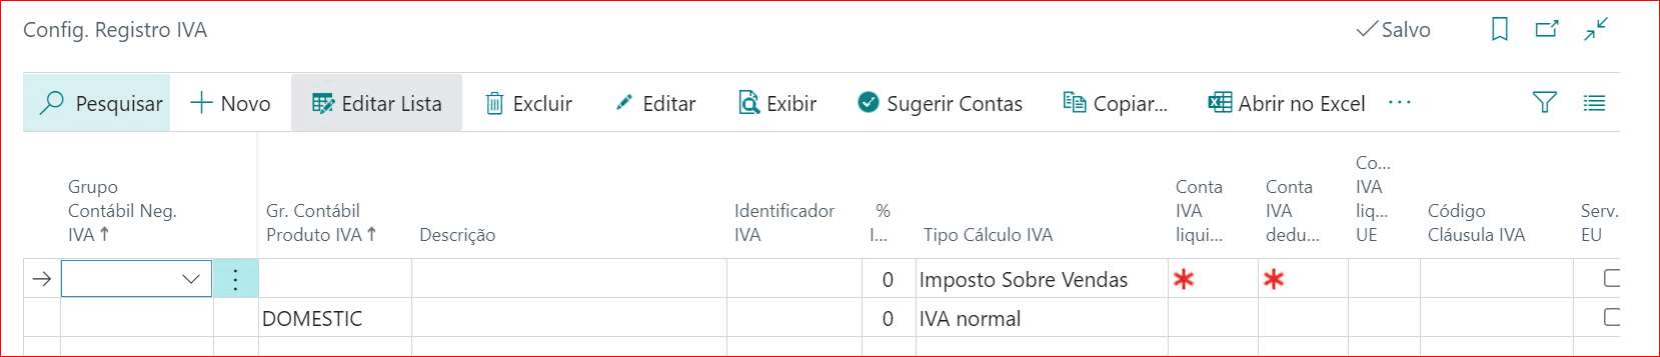 Config. Registro IVA
Salvo
Pesquisar
Novo
Editar Lista
Excluir
Editar
Exibir
Sugerir Contas
Copiar...
Abrir no Excel
...
Grupo
Contábil Neg.
IVA ↑
Gr. Contábil
Produto IVA ↑
Descrição
Identificador
IVA
%
I...
Tipo Cálculo IVA
Conta
IVA
liqui...
Conta
IVA
dedu...
Co...
IVA
liq...
UE
Código
Cláusula IVA
Serv.
EU
0
Imposto Sobre Vendas
*
*
DOMESTIC
0
IVA normal